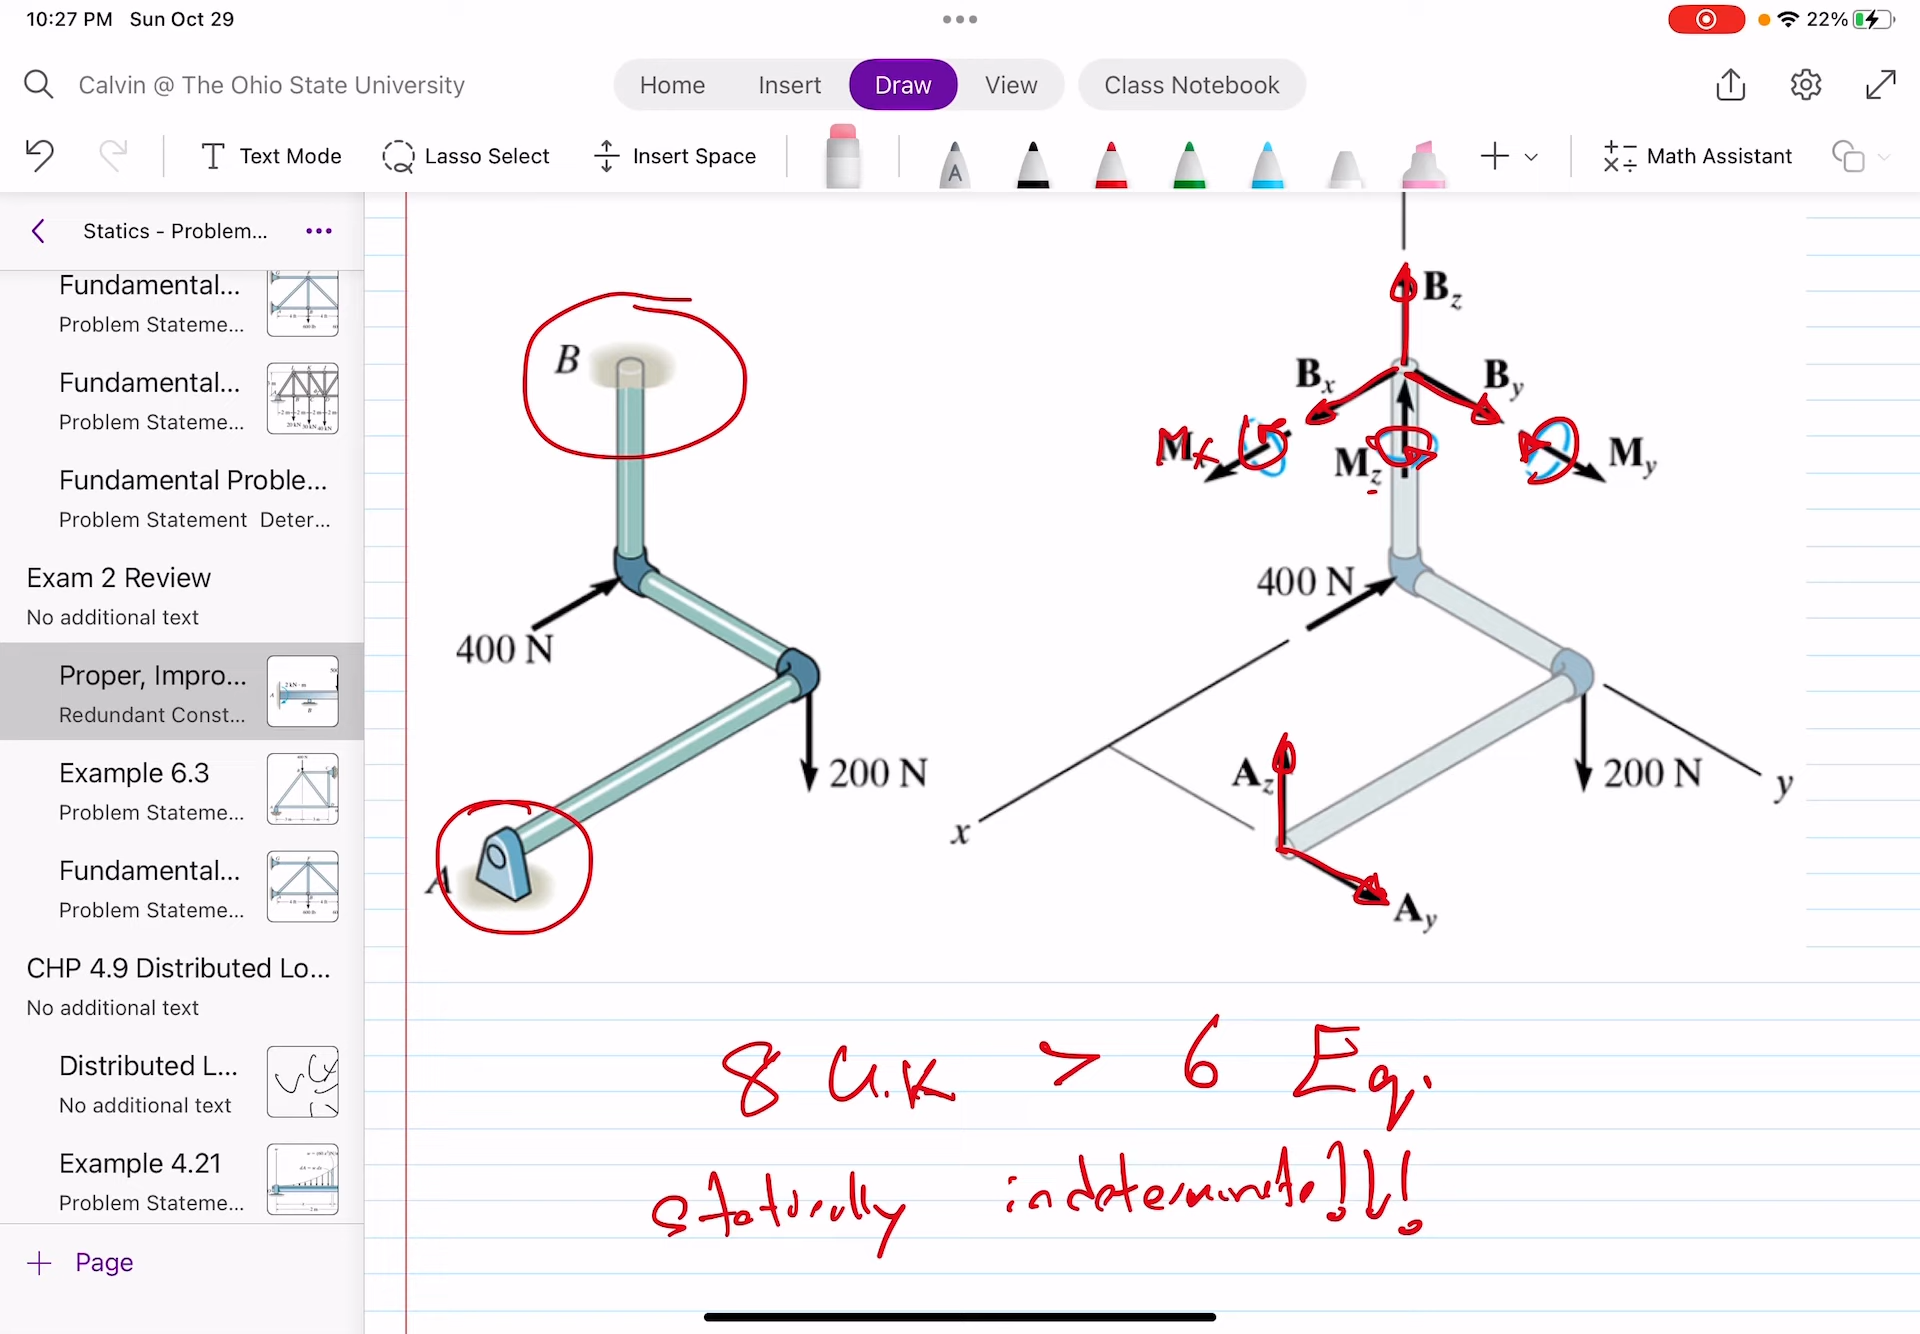 10:27 PM Sun Oct 29
22%
Calvin @ The Ohio State University
Home Insert Draw View Class Notebook
Text Mode Lasso Select Insert Space
A
Math Assistant
Statics - Problem...
Fundamental...
Problem Stateme...
Fundamental...
Problem Stateme...
Fundamental Proble...
Problem Statement Deter...
Exam 2 Review
No additional text
Proper, Impro...
Redundant Const...
Example 6.3
Problem Stateme...
Fundamental...
Problem Stateme...
CHP 4.9 Distributed Lo...
No additional text
Distributed L...
No additional text
Example 4.21
Problem Stateme...
Page
B
400 N
200 N
A
Bz
Bx
By
Mx
Mz
My
400 N
Az
200 N
x
y
Ay
8 U.K. > 6 Eq.
statically indeterminate!!!